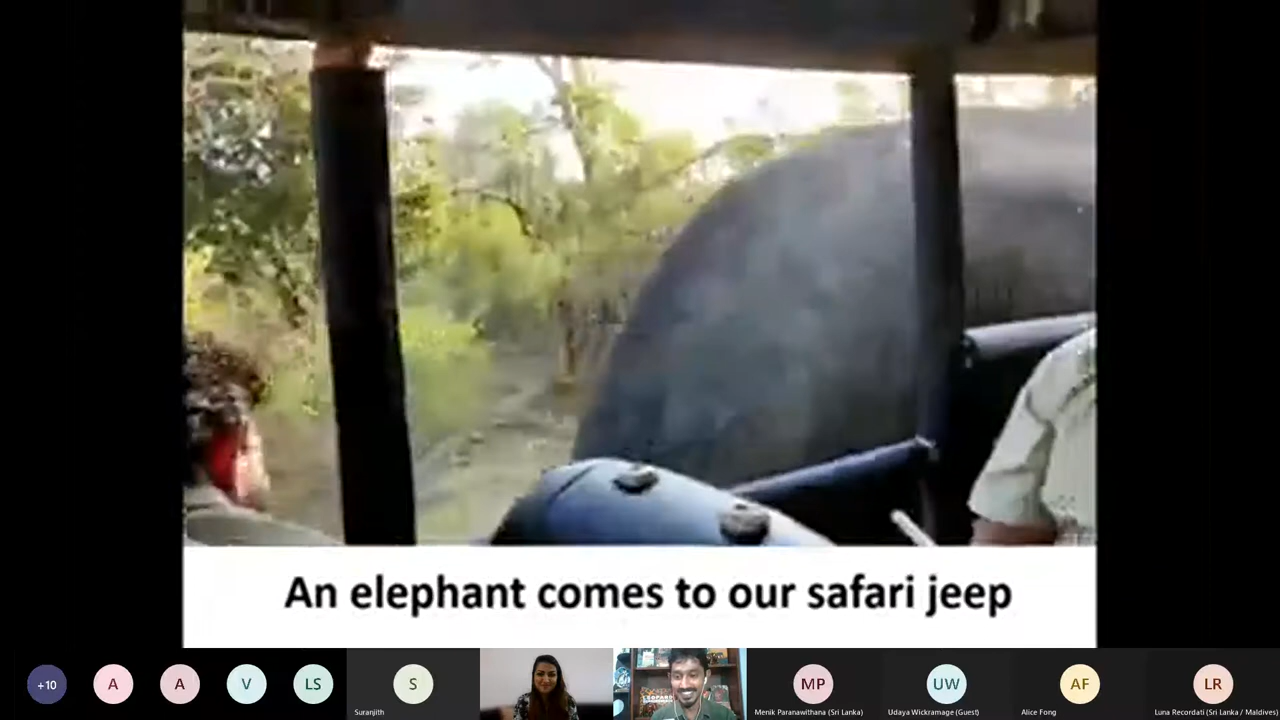 An elephant comes to our safari jeep
+10
A
A
V
LS
S
MP
UW
AF
LR
Suranjith
Menik Paranawithana (Sri Lanka)
Udaya Wickramage (Guest)
Alice Fong
Luna Recordati (Sri Lanka / Maldives)